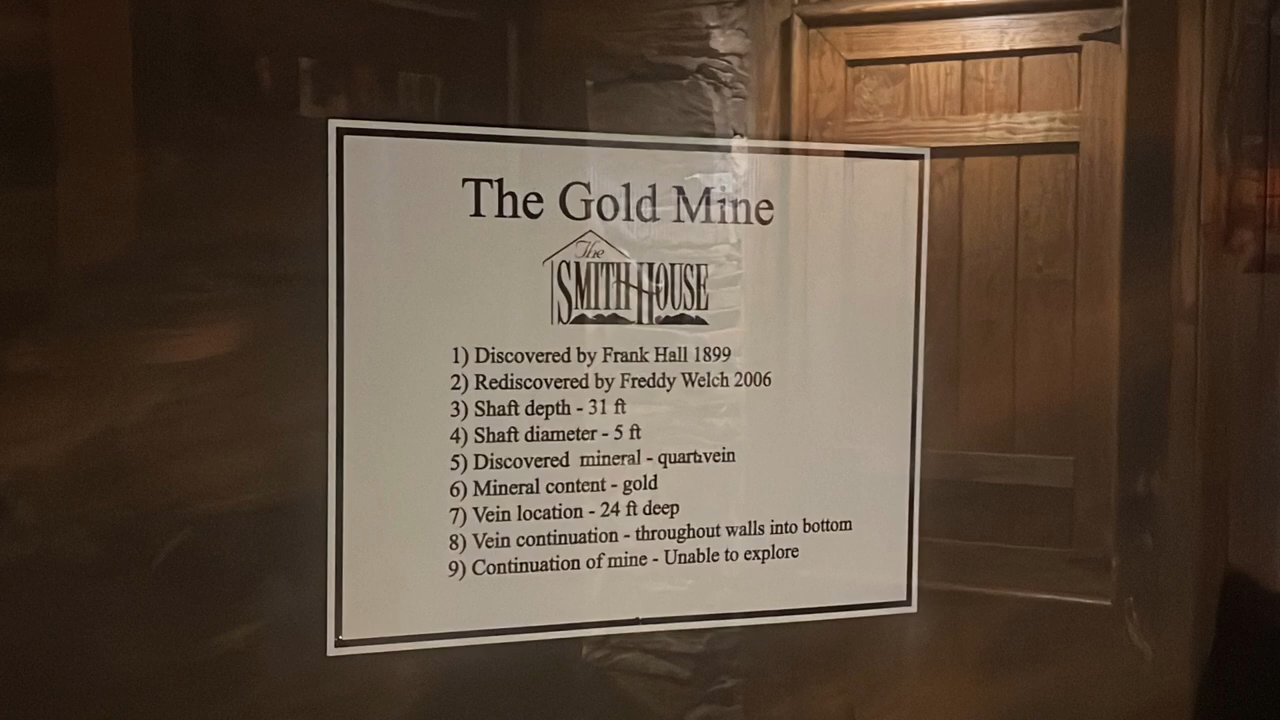 The Gold Mine
The
SMITH HOUSE
1) Discovered by Frank Hall 1899
2) Rediscovered by Freddy Welch 2006
3) Shaft depth - 31 ft
4) Shaft diameter - 5 ft
5) Discovered mineral - quartzvein
6) Mineral content - gold
7) Vein location - 24 ft deep
8) Vein continuation - throughout walls into bottom
9) Continuation of mine - Unable to explore